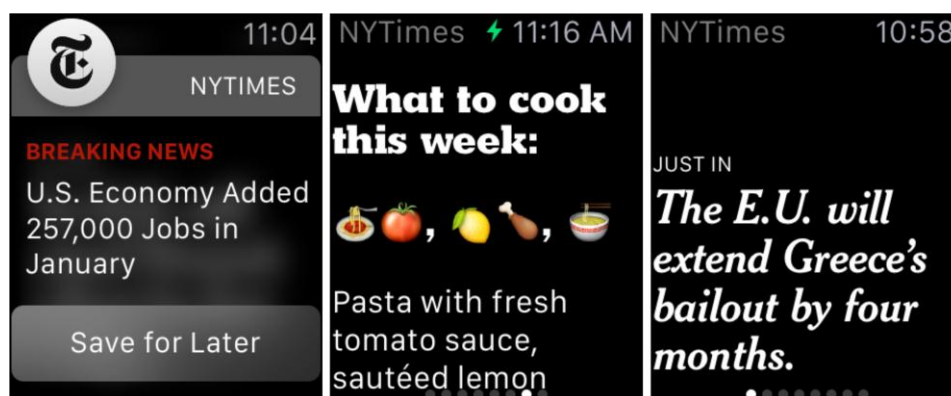 11:04
NYTIMES
BREAKING NEWS
U.S. Economy Added
257,000 Jobs in
January
Save for Later
NYTimes 11:16 AM
What to cook
this week:
Pasta with fresh
tomato sauce,
sautéed lemon
NYTimes 10:58
JUST IN
The E.U. will
extend Greece’s
bailout by four
months.